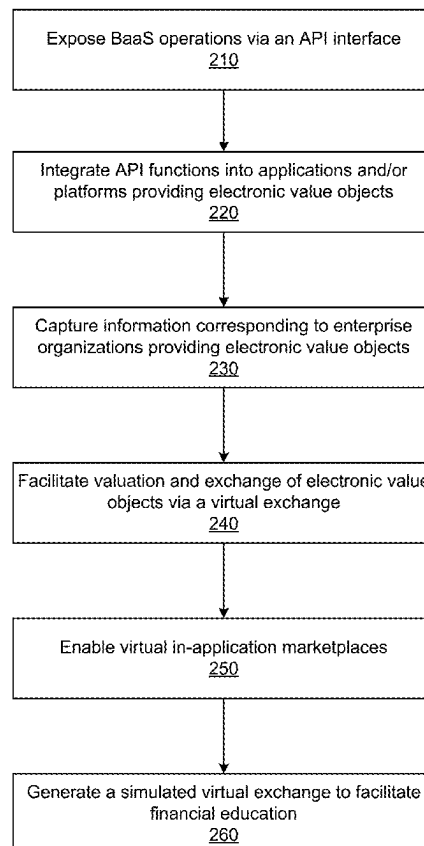 Expose BaaS operations via an API interface
210
Integrate API functions into applications and/or
platforms providing electronic value objects
220
Capture information corresponding to enterprise
organizations providing electronic value objects
230
Facilitate valuation and exchange of electronic value
objects via a virtual exchange
240
Enable virtual in-application marketplaces
250
Generate a simulated virtual exchange to facilitate
financial education
260